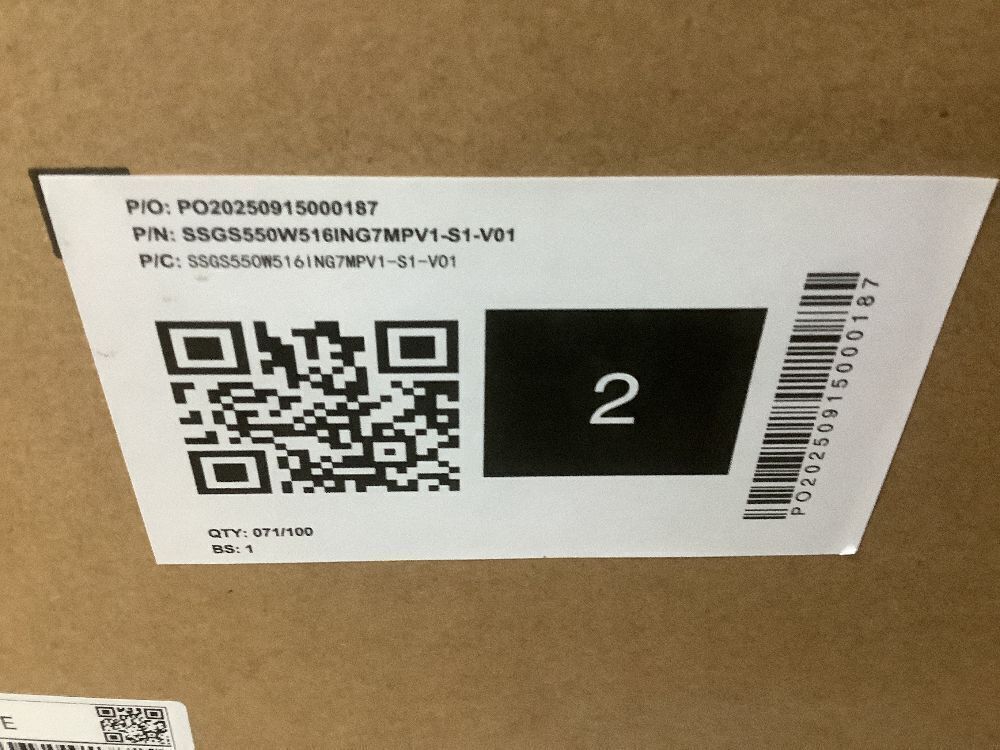 P/O: PO20250915000187
P/N: SSGS550W516ING7MPV1-S1-V01
P/C: SSGS550W516ING7MPV1-S1-V01
2
PO20250915000187
QTY: 071/100
BS: 1
E